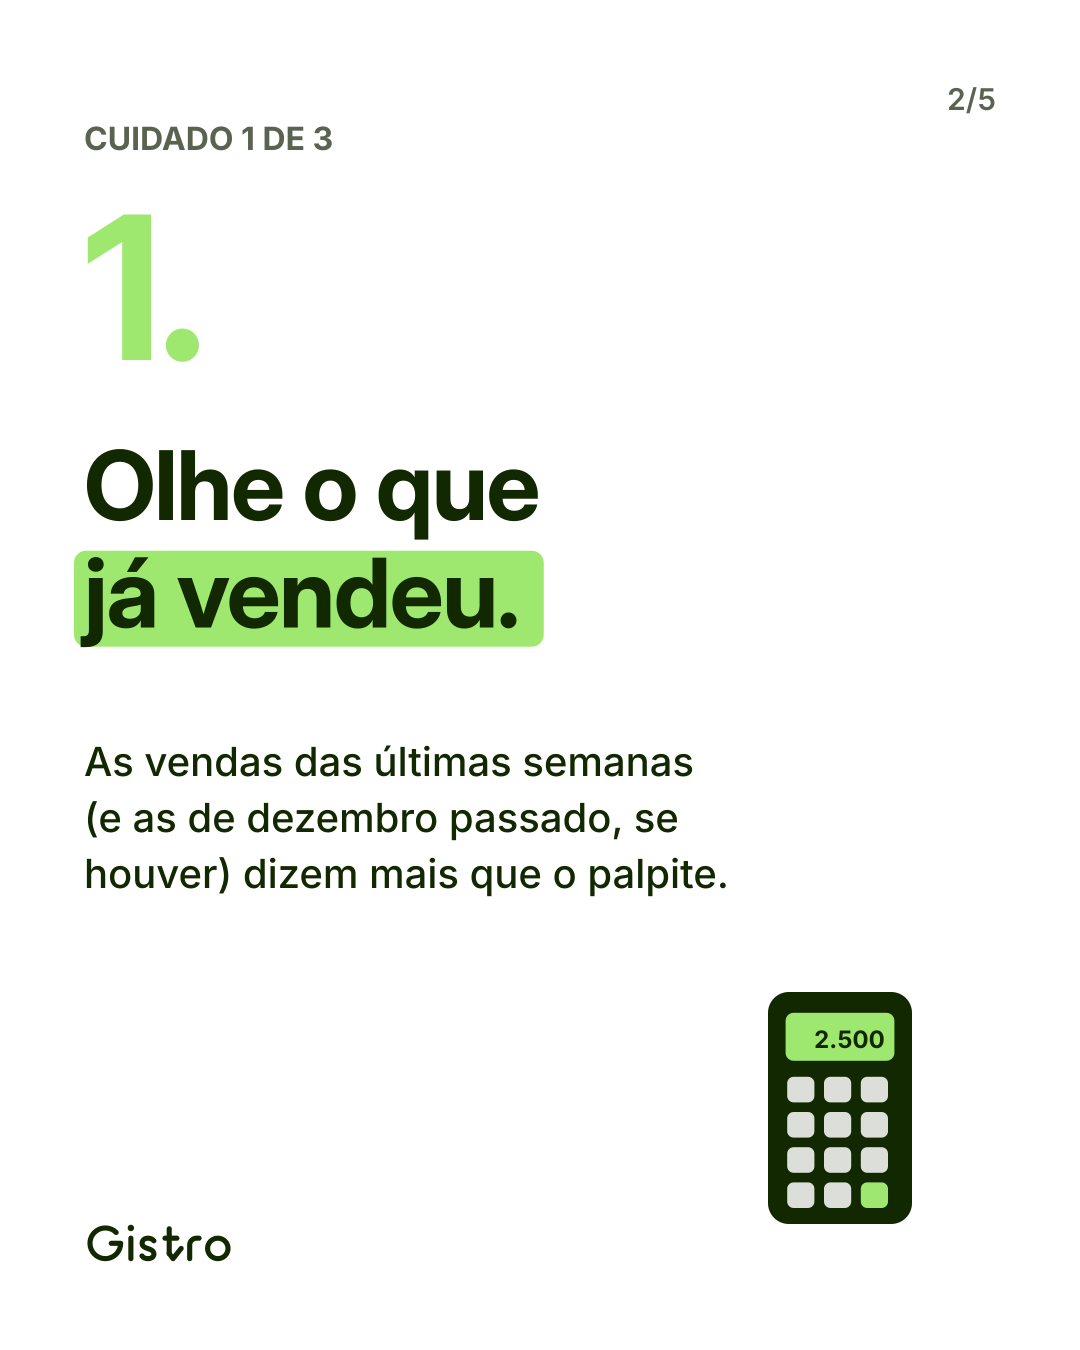 2/5
CUIDADO 1 DE 3
1.
Olhe o que
já vendeu.
As vendas das últimas semanas
(e as de dezembro passado, se
houver) dizem mais que o palpite.
2.500
Gistro